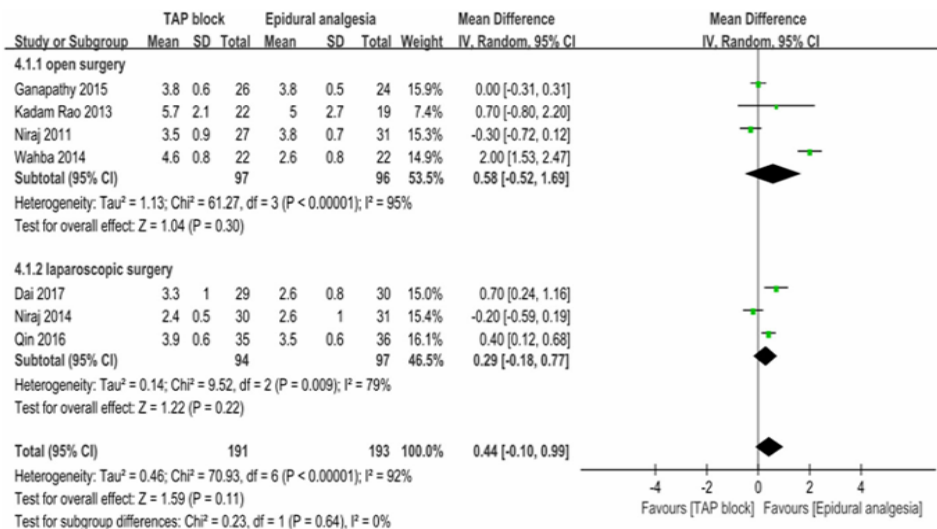 TAP block Epidural analgesia Mean Difference Mean Difference
Study or Subgroup Mean SD Total Mean SD Total Weight IV, Random, 95% CI IV, Random, 95% CI
4.1.1 open surgery
Ganapathy 2015 3.8 0.6 26 3.8 0.5 24 15.9% 0.00 [-0.31, 0.31]
Kadam Rao 2013 5.7 2.1 22 5 2.7 19 7.4% 0.70 [-0.80, 2.20]
Niraj 2011 3.5 0.9 27 3.8 0.7 31 15.3% -0.30 [-0.72, 0.12]
Wahba 2014 4.6 0.8 22 2.6 0.8 22 14.9% 2.00 [1.53, 2.47]
Subtotal (95% CI) 97 96 53.5% 0.58 [-0.52, 1.69]
Heterogeneity: Tau² = 1.13; Chi² = 61.27, df = 3 (P < 0.00001); I² = 95%
Test for overall effect: Z = 1.04 (P = 0.30)
4.1.2 laparoscopic surgery
Dai 2017 3.3 1 29 2.6 0.8 30 15.0% 0.70 [0.24, 1.16]
Niraj 2014 2.4 0.5 30 2.6 1 31 15.4% -0.20 [-0.59, 0.19]
Qin 2016 3.9 0.6 35 3.5 0.6 36 16.1% 0.40 [0.12, 0.68]
Subtotal (95% CI) 94 97 46.5% 0.29 [-0.18, 0.77]
Heterogeneity: Tau² = 0.14; Chi² = 9.52, df = 2 (P = 0.009); I² = 79%
Test for overall effect: Z = 1.22 (P = 0.22)
Total (95% CI) 191 193 100.0% 0.44 [-0.10, 0.99]
Heterogeneity: Tau² = 0.46; Chi² = 70.93, df = 6 (P < 0.00001); I² = 92%
Test for overall effect: Z = 1.59 (P = 0.11)
Test for subgroup differences: Chi² = 0.23, df = 1 (P = 0.64), I² = 0%
-4 -2 0 2 4
Favours [TAP block] Favours [Epidural analgesia]